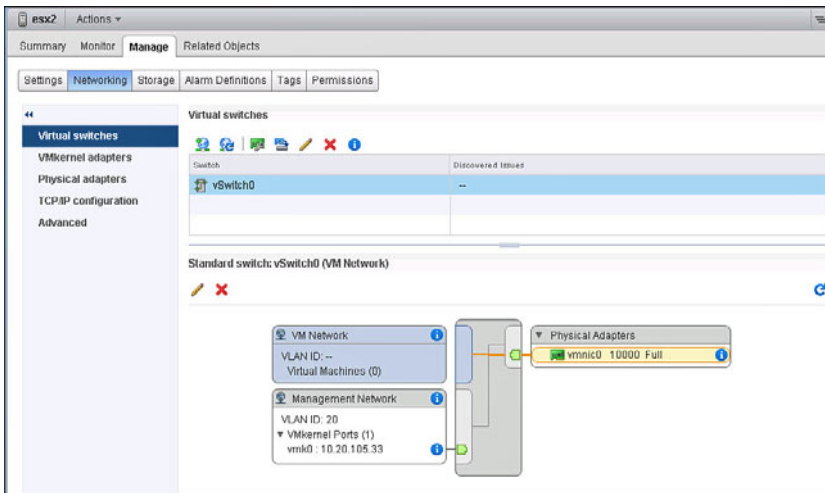 esx2 Actions
Summary Monitor Manage Related Objects
Settings Networking Storage Alarm Definitions Tags Permissions
Virtual switches
VMkernel adapters
Physical adapters
TCP/IP configuration
Advanced
Virtual switches
Switch Discovered Issues
vSwitch0 --
Standard switch: vSwitch0 (VM Network)
VM Network
VLAN ID: --
Virtual Machines (0)
Management Network
VLAN ID: 20
VMkernel Ports (1)
vmk0 : 10.20.105.33
Physical Adapters
vmnic0 10000 Full